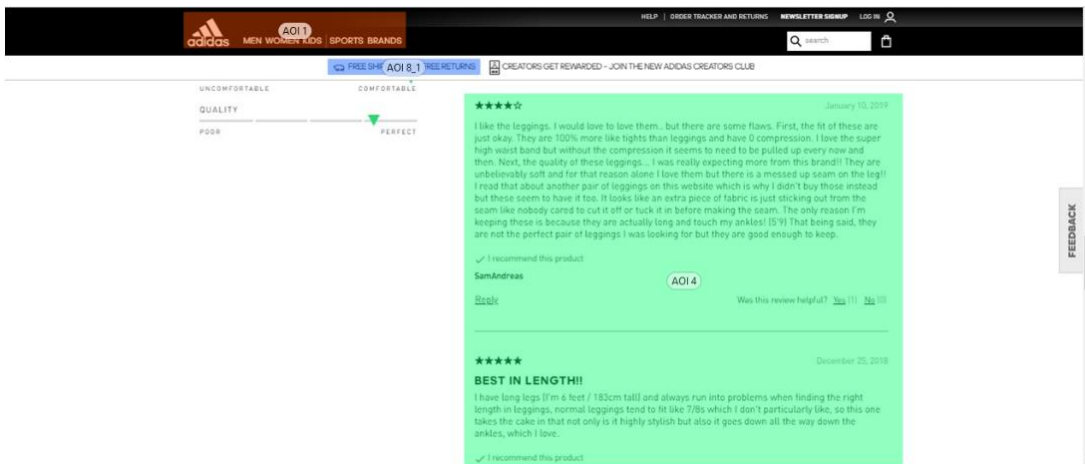 HELP | ORDER TRACKER AND RETURNS NEWSLETTER SIGNUP LOG IN
AOI 1
adidas MEN WOMEN KIDS SPORTS BRANDS
search
FREE SHI AOI 8_1 FREE RETURNS CREATORS GET REWARDED - JOIN THE NEW ADIDAS CREATORS CLUB
UNCOMFORTABLE COMFORTABLE
QUALITY
POOR PERFECT
January 10, 2019
I like the leggings. I would love to love them.. but there are some flaws. First, the fit of these are
just okay. They are 100% more like tights than leggings and have 0 compression. I love the super
high waist band but without the compression it seems to need to be pulled up every now and
then. Next, the quality of these leggings... I was really expecting more from this brand!! They are
unbelievably soft and for that reason alone I love them but there is a messed up seam on the leg!!
I read that about another pair of leggings on this website which is why I didn't buy those instead
but these seem to have it too. It looks like an extra piece of fabric is just sticking out from the
seam like nobody cared to cut it off or tuck it in before making the seam. The only reason I'm
keeping these is because they are actually long and touch my ankles! (5'9) That being said, they
are not the perfect pair of leggings I was looking for but they are good enough to keep.
I recommend this product
SamAndreas
AOI 4
Reply Was this review helpful? Yes (1) No (0)
December 25, 2018
BEST IN LENGTH!!
I have long legs (I'm 6 feet / 183cm tall) and always run into problems when finding the right
length in leggings, normal leggings tend to fit like 7/8s which I don't particularly like, so this one
takes the cake in that not only is it highly stylish but also it goes down all the way down the
ankles, which I love.
I recommend this product
FEEDBACK